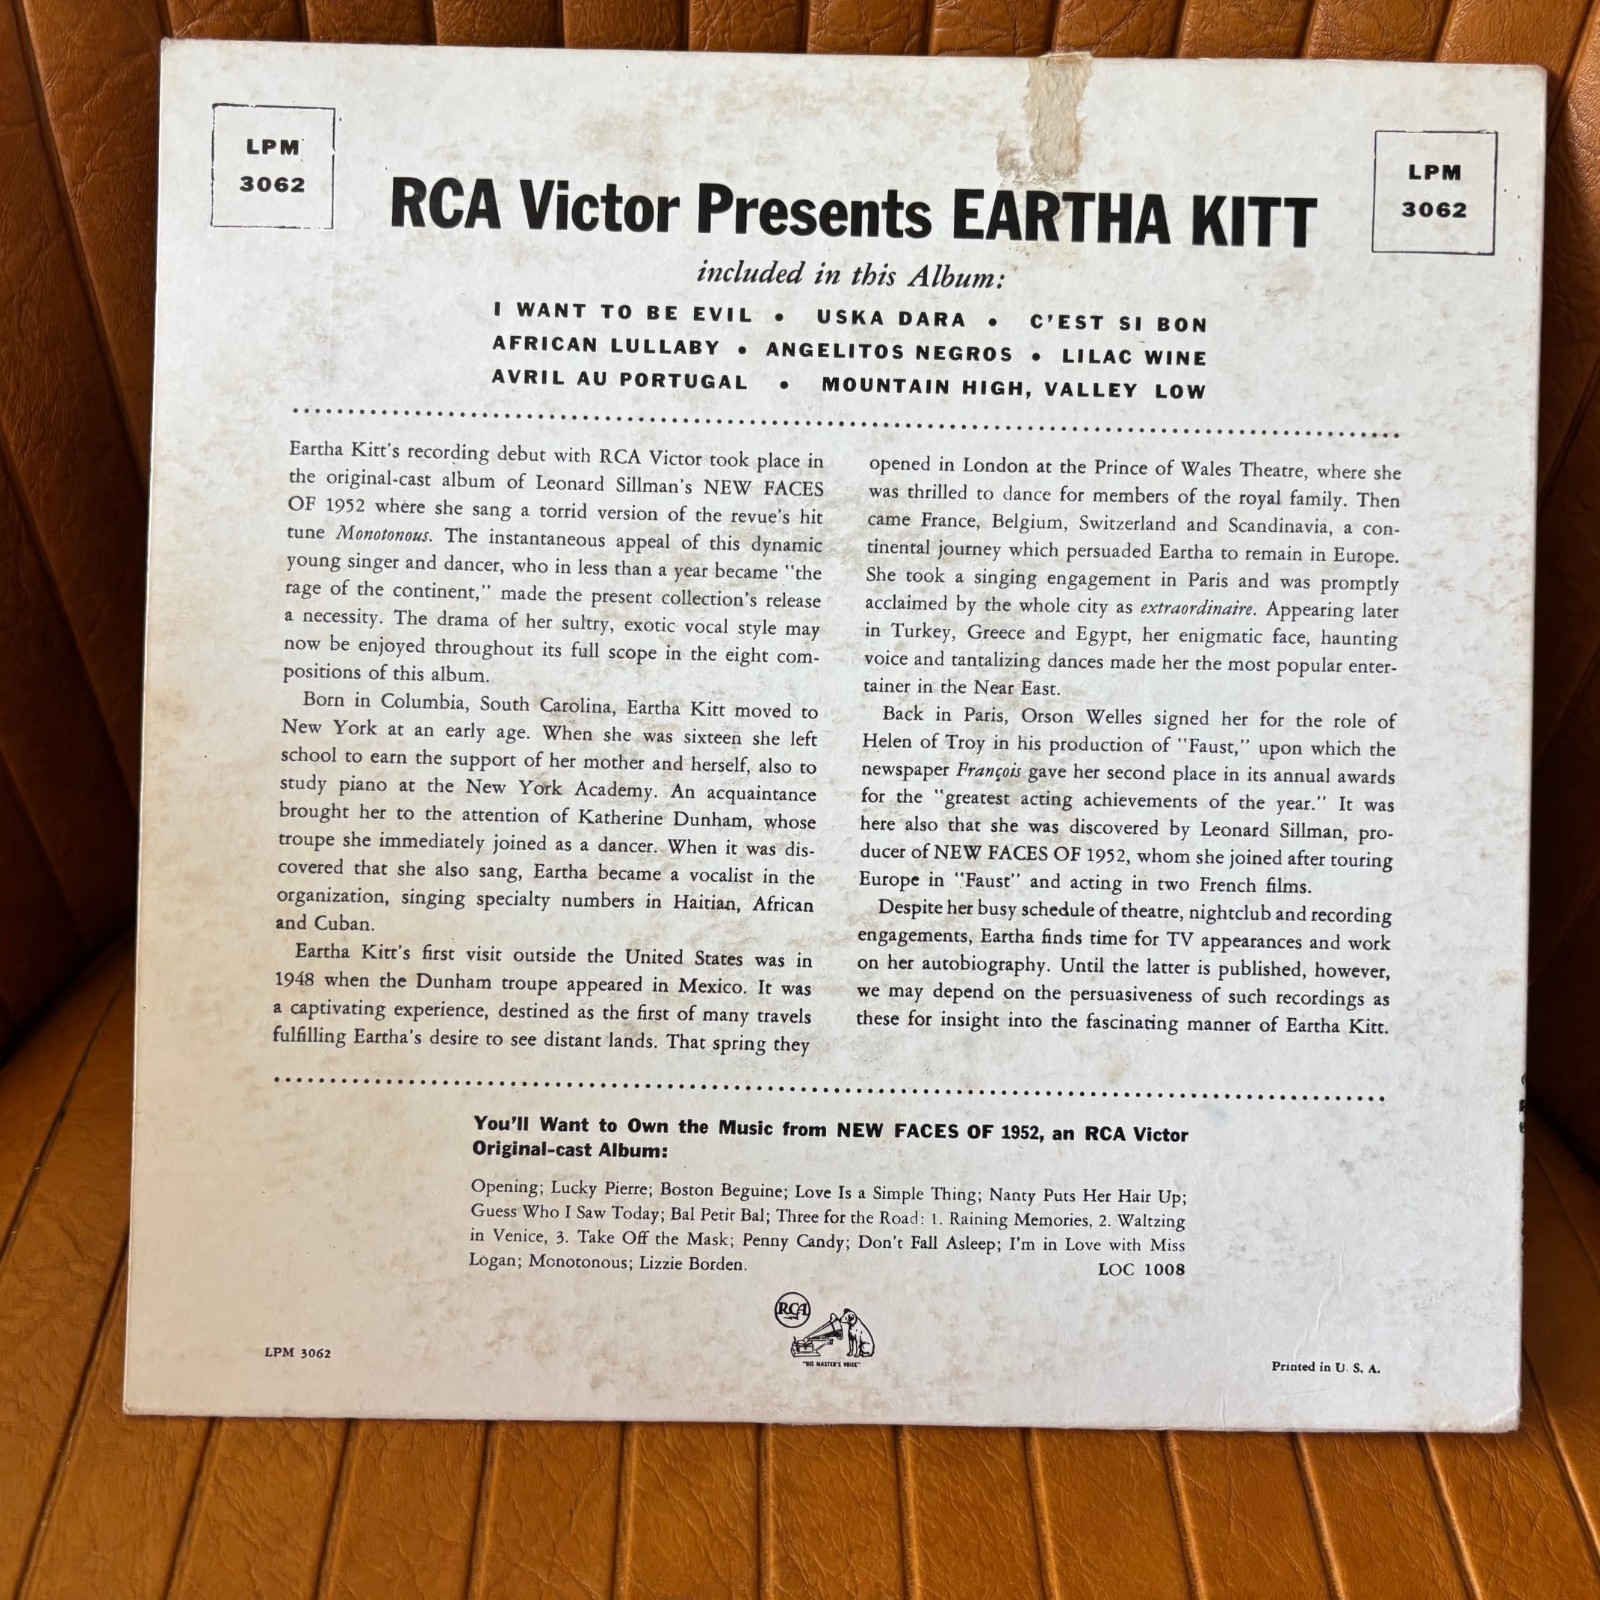 LPM
3062
LPM
3062
RCA Victor Presents EARTHA KITT
included in this Album:
I WANT TO BE EVIL • USKA DARA • C'EST SI BON
AFRICAN LULLABY • ANGELITOS NEGROS • LILAC WINE
AVRIL AU PORTUGAL • MOUNTAIN HIGH, VALLEY LOW
Eartha Kitt's recording debut with RCA Victor took place in
the original-cast album of Leonard Sillman's NEW FACES
OF 1952 where she sang a torrid version of the revue's hit
tune Monotonous. The instantaneous appeal of this dynamic
young singer and dancer, who in less than a year became "the
rage of the continent," made the present collection's release
a necessity. The drama of her sultry, exotic vocal style may
now be enjoyed throughout its full scope in the eight com-
positions of this album.
Born in Columbia, South Carolina, Eartha Kitt moved to
New York at an early age. When she was sixteen she left
school to earn the support of her mother and herself, also to
study piano at the New York Academy. An acquaintance
brought her to the attention of Katherine Dunham, whose
troupe she immediately joined as a dancer. When it was dis-
covered that she also sang, Eartha became a vocalist in the
organization, singing specialty numbers in Haitian, African
and Cuban.
Eartha Kitt's first visit outside the United States was in
1948 when the Dunham troupe appeared in Mexico. It was
a captivating experience, destined as the first of many travels
fulfilling Eartha's desire to see distant lands. That spring they
opened in London at the Prince of Wales Theatre, where she
was thrilled to dance for members of the royal family. Then
came France, Belgium, Switzerland and Scandinavia, a con-
tinental journey which persuaded Eartha to remain in Europe.
She took a singing engagement in Paris and was promptly
acclaimed by the whole city as extraordinaire. Appearing later
in Turkey, Greece and Egypt, her enigmatic face, haunting
voice and tantalizing dances made her the most popular enter-
tainer in the Near East.
Back in Paris, Orson Welles signed her for the role of
Helen of Troy in his production of "Faust," upon which the
newspaper François gave her second place in its annual awards
for the "greatest acting achievements of the year." It was
here also that she was discovered by Leonard Sillman, pro-
ducer of NEW FACES OF 1952, whom she joined after touring
Europe in "Faust" and acting in two French films.
Despite her busy schedule of theatre, nightclub and recording
engagements, Eartha finds time for TV appearances and work
on her autobiography. Until the latter is published, however,
we may depend on the persuasiveness of such recordings as
these for insight into the fascinating manner of Eartha Kitt.
You'll Want to Own the Music from NEW FACES OF 1952, an RCA Victor
Original-cast Album:
Opening; Lucky Pierre; Boston Beguine; Love Is a Simple Thing; Nanty Puts Her Hair Up;
Guess Who I Saw Today; Bal Petit Bal; Three for the Road: 1. Raining Memories, 2. Waltzing
in Venice, 3. Take Off the Mask; Penny Candy; Don't Fall Asleep; I'm in Love with Miss
Logan; Monotonous; Lizzie Borden. LOC 1008
RCA
"HIS MASTER'S VOICE"
LPM 3062
Printed in U. S. A.